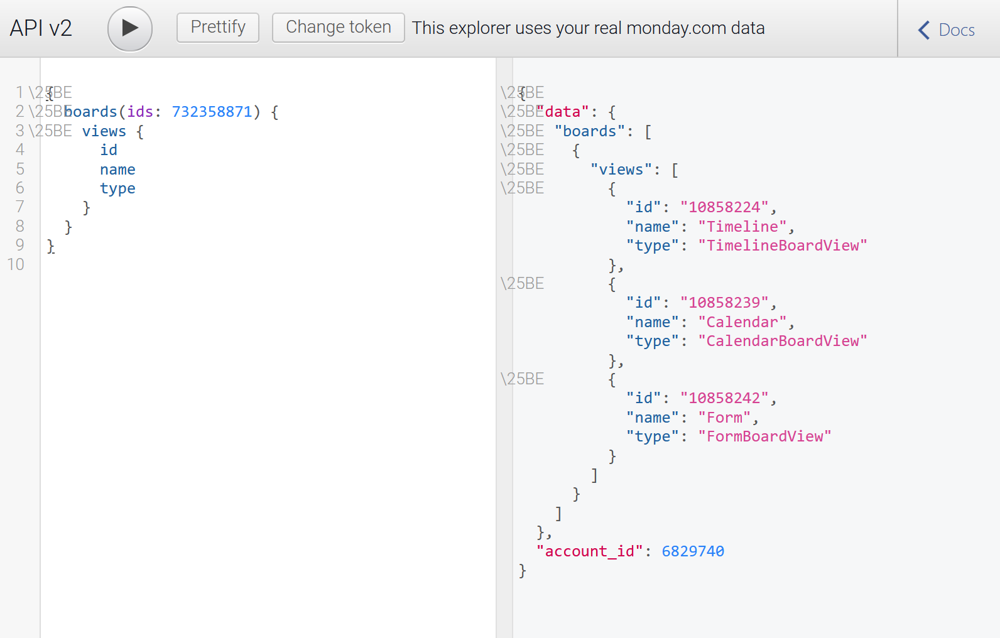 API v2
Prettify
Change token
This explorer uses your real monday.com data
Docs
1 \25BE {
2 \25BE boards(ids: 732358871) {
3 \25BE views {
4 id
5 name
6 type
7 }
8 }
9 }
10
\25BE {
\25BE "data": {
\25BE "boards": [
\25BE {
\25BE "views": [
\25BE {
"id": "10858224",
"name": "Timeline",
"type": "TimelineBoardView"
},
\25BE {
"id": "10858239",
"name": "Calendar",
"type": "CalendarBoardView"
},
\25BE {
"id": "10858242",
"name": "Form",
"type": "FormBoardView"
}
]
}
]
},
"account_id": 6829740
}